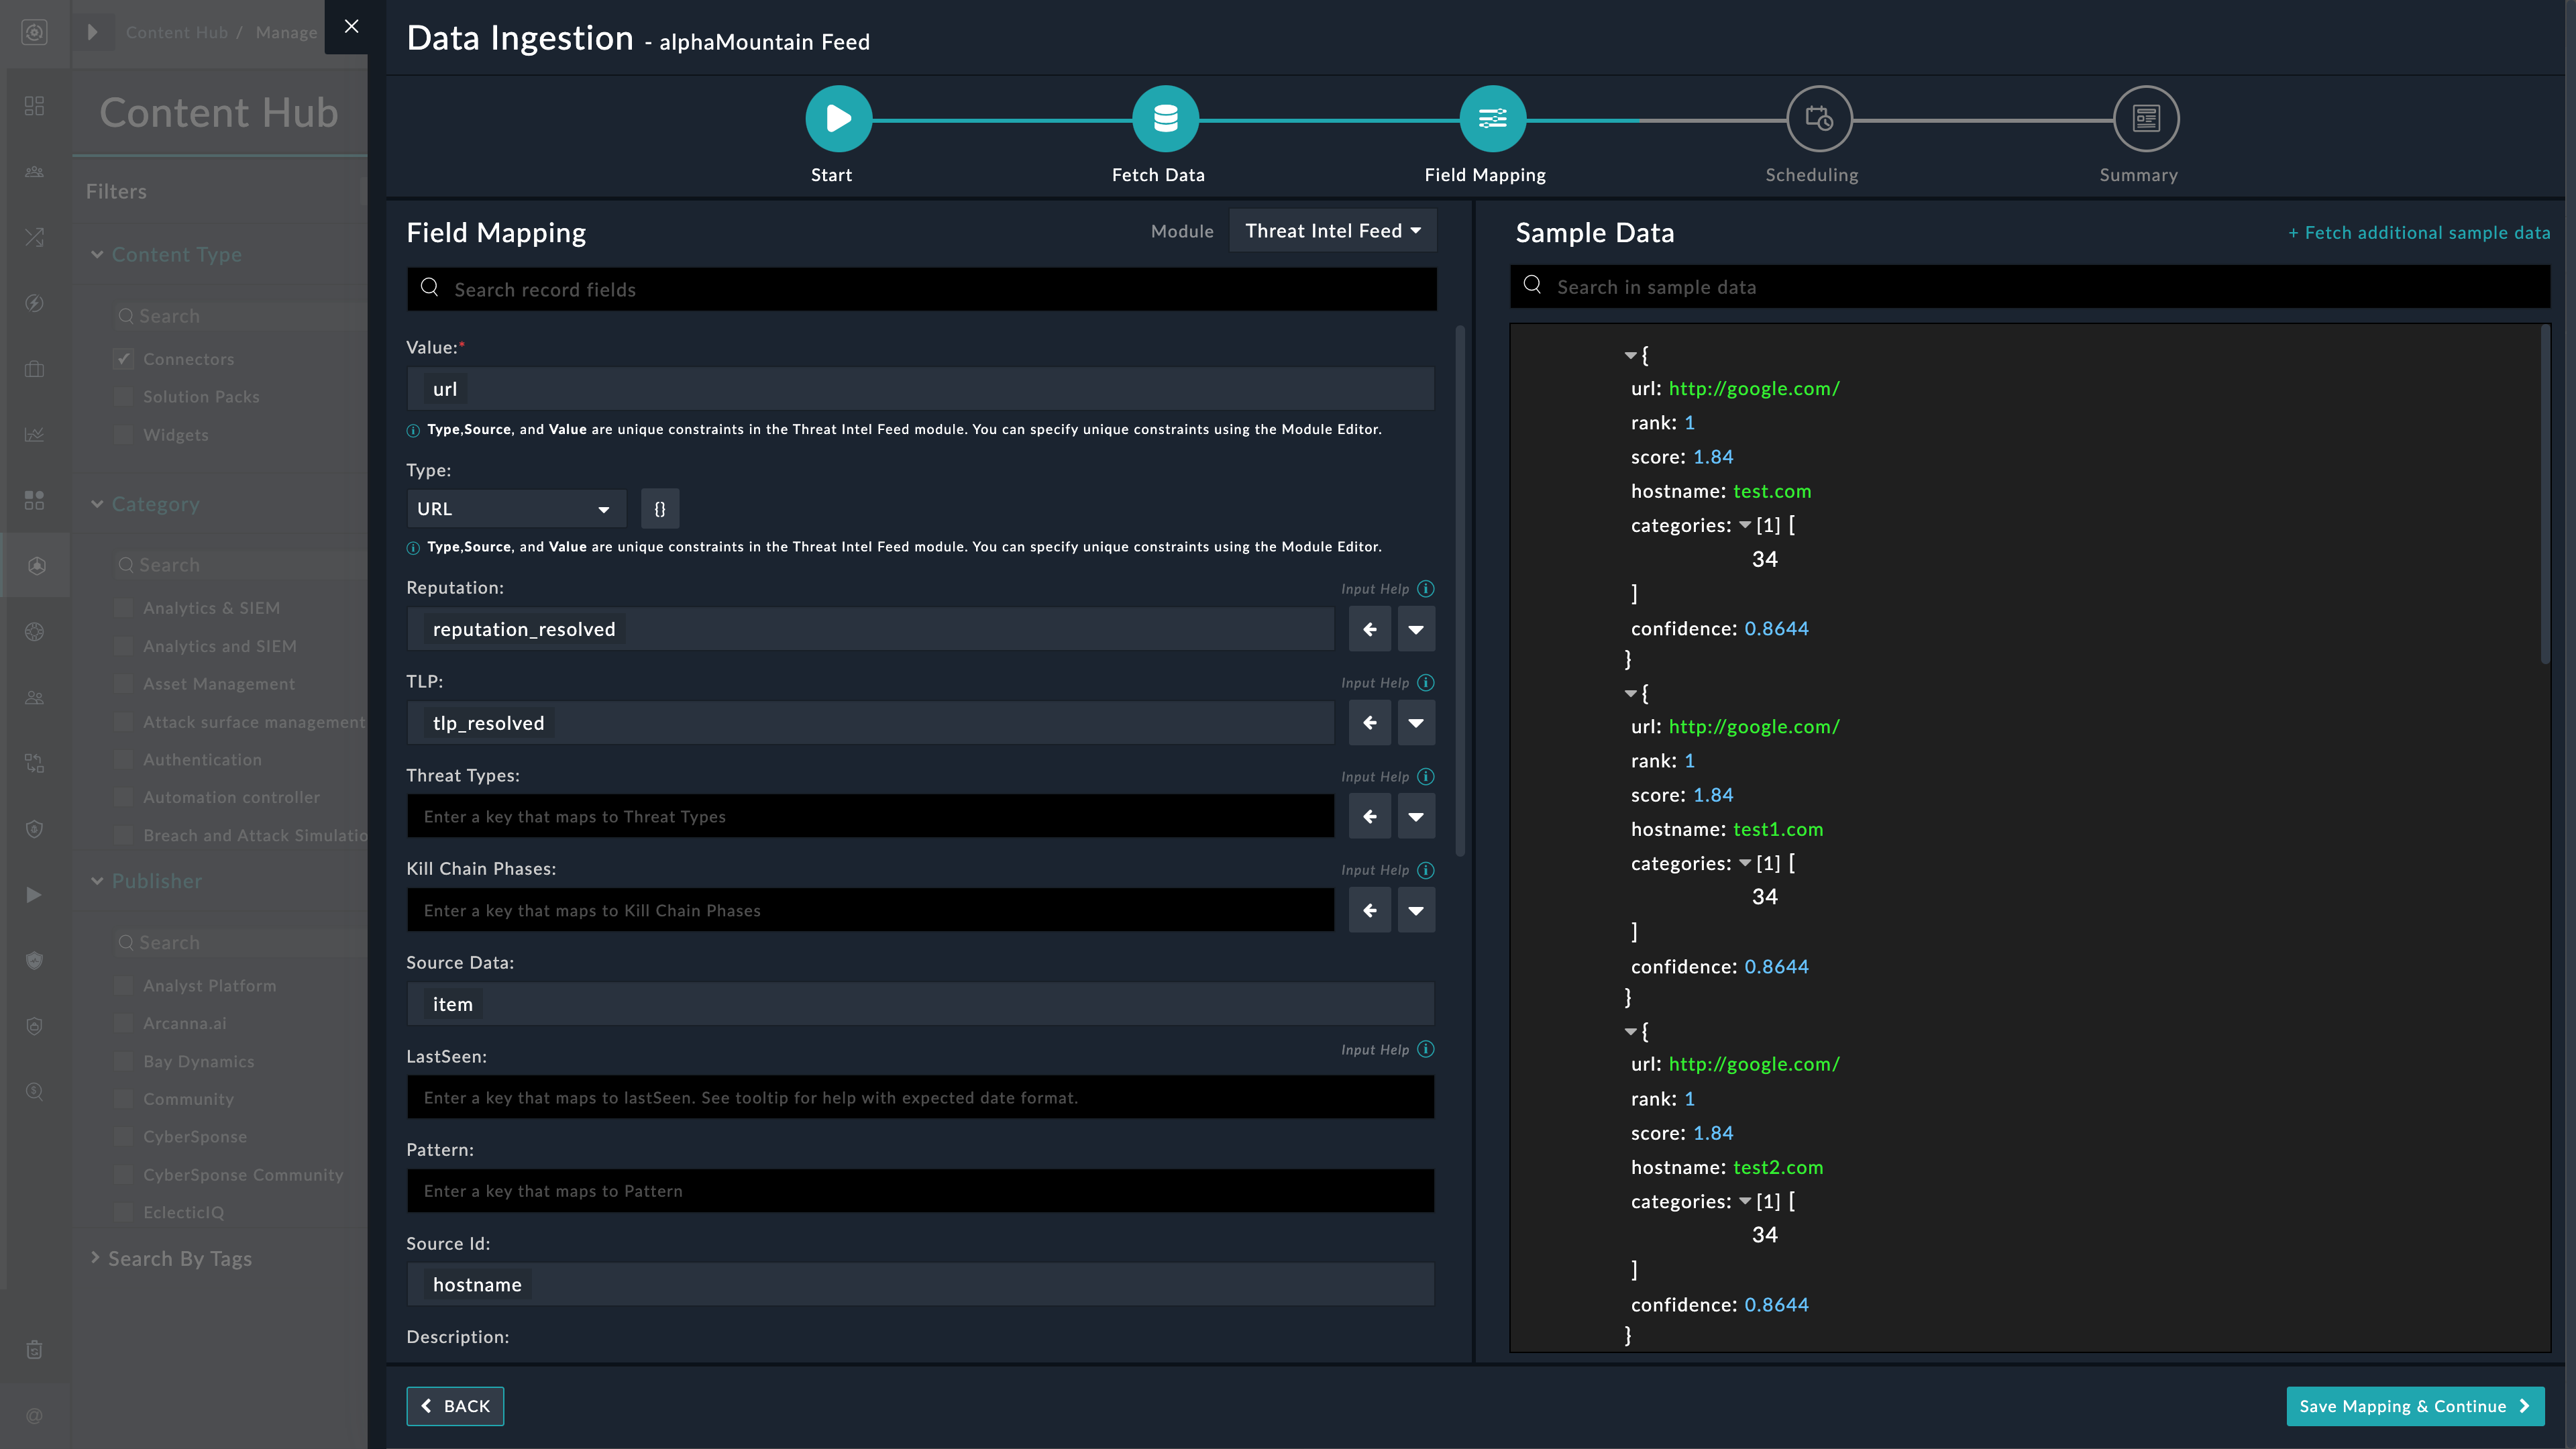 Content Hub / Manage
Content Hub
Filters
Content Type
Search
Connectors
Solution Packs
Widgets
Category
Search
Analytics & SIEM
Analytics and SIEM
Asset Management
Attack surface management
Authentication
Automation controller
Breach and Attack Simulatio
Publisher
Search
Analyst Platform
Arcanna.ai
Bay Dynamics
Community
CyberSponse
CyberSponse Community
EclecticIQ
Search By Tags
Data Ingestion - alphaMountain Feed
Start
Fetch Data
Field Mapping
Scheduling
Summary
Field Mapping
Module
Threat Intel Feed
Search record fields
Value:*
url
Type,Source, and Value are unique constraints in the Threat Intel Feed module. You can specify unique constraints using the Module Editor.
Type:
URL
{}
Type,Source, and Value are unique constraints in the Threat Intel Feed module. You can specify unique constraints using the Module Editor.
Reputation:
Input Help
reputation_resolved
TLP:
Input Help
tlp_resolved
Threat Types:
Input Help
Enter a key that maps to Threat Types
Kill Chain Phases:
Input Help
Enter a key that maps to Kill Chain Phases
Source Data:
item
LastSeen:
Input Help
Enter a key that maps to lastSeen. See tooltip for help with expected date format.
Pattern:
Enter a key that maps to Pattern
Source Id:
hostname
Description:
BACK
Sample Data
+ Fetch additional sample data
Search in sample data
{
url: http://google.com/
rank: 1
score: 1.84
hostname: test.com
categories: [1] [
34
]
confidence: 0.8644
}
{
url: http://google.com/
rank: 1
score: 1.84
hostname: test1.com
categories: [1] [
34
]
confidence: 0.8644
}
{
url: http://google.com/
rank: 1
score: 1.84
hostname: test2.com
categories: [1] [
34
]
confidence: 0.8644
}
Save Mapping & Continue